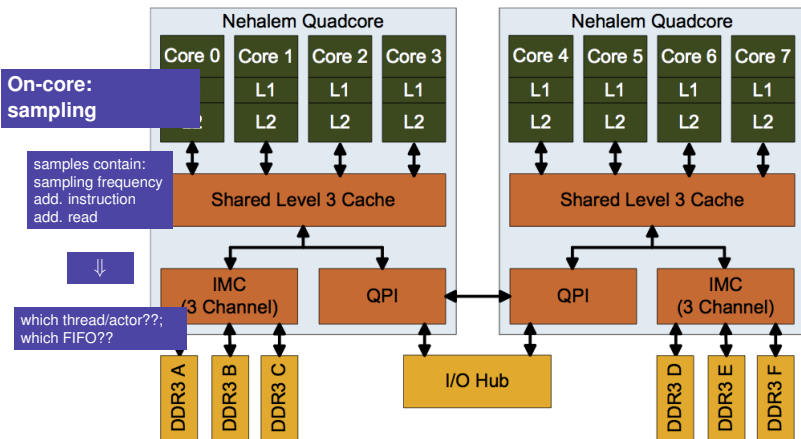 Nehalem Quadcore
Nehalem Quadcore
Core 0
Core 1
Core 2
Core 3
Core 4
Core 5
Core 6
Core 7
On-core:
sampling
L1
L1
L1
L1
L1
L1
L1
L2
L2
L2
L2
L2
L2
L2
L2
samples contain:
sampling frequency
add. instruction
add. read
Shared Level 3 Cache
Shared Level 3 Cache
⇓
IMC
(3 Channel)
QPI
QPI
IMC
(3 Channel)
which thread/actor??;
which FIFO??
DDR3 A
DDR3 B
DDR3 C
I/O Hub
DDR3 D
DDR3 E
DDR3 F